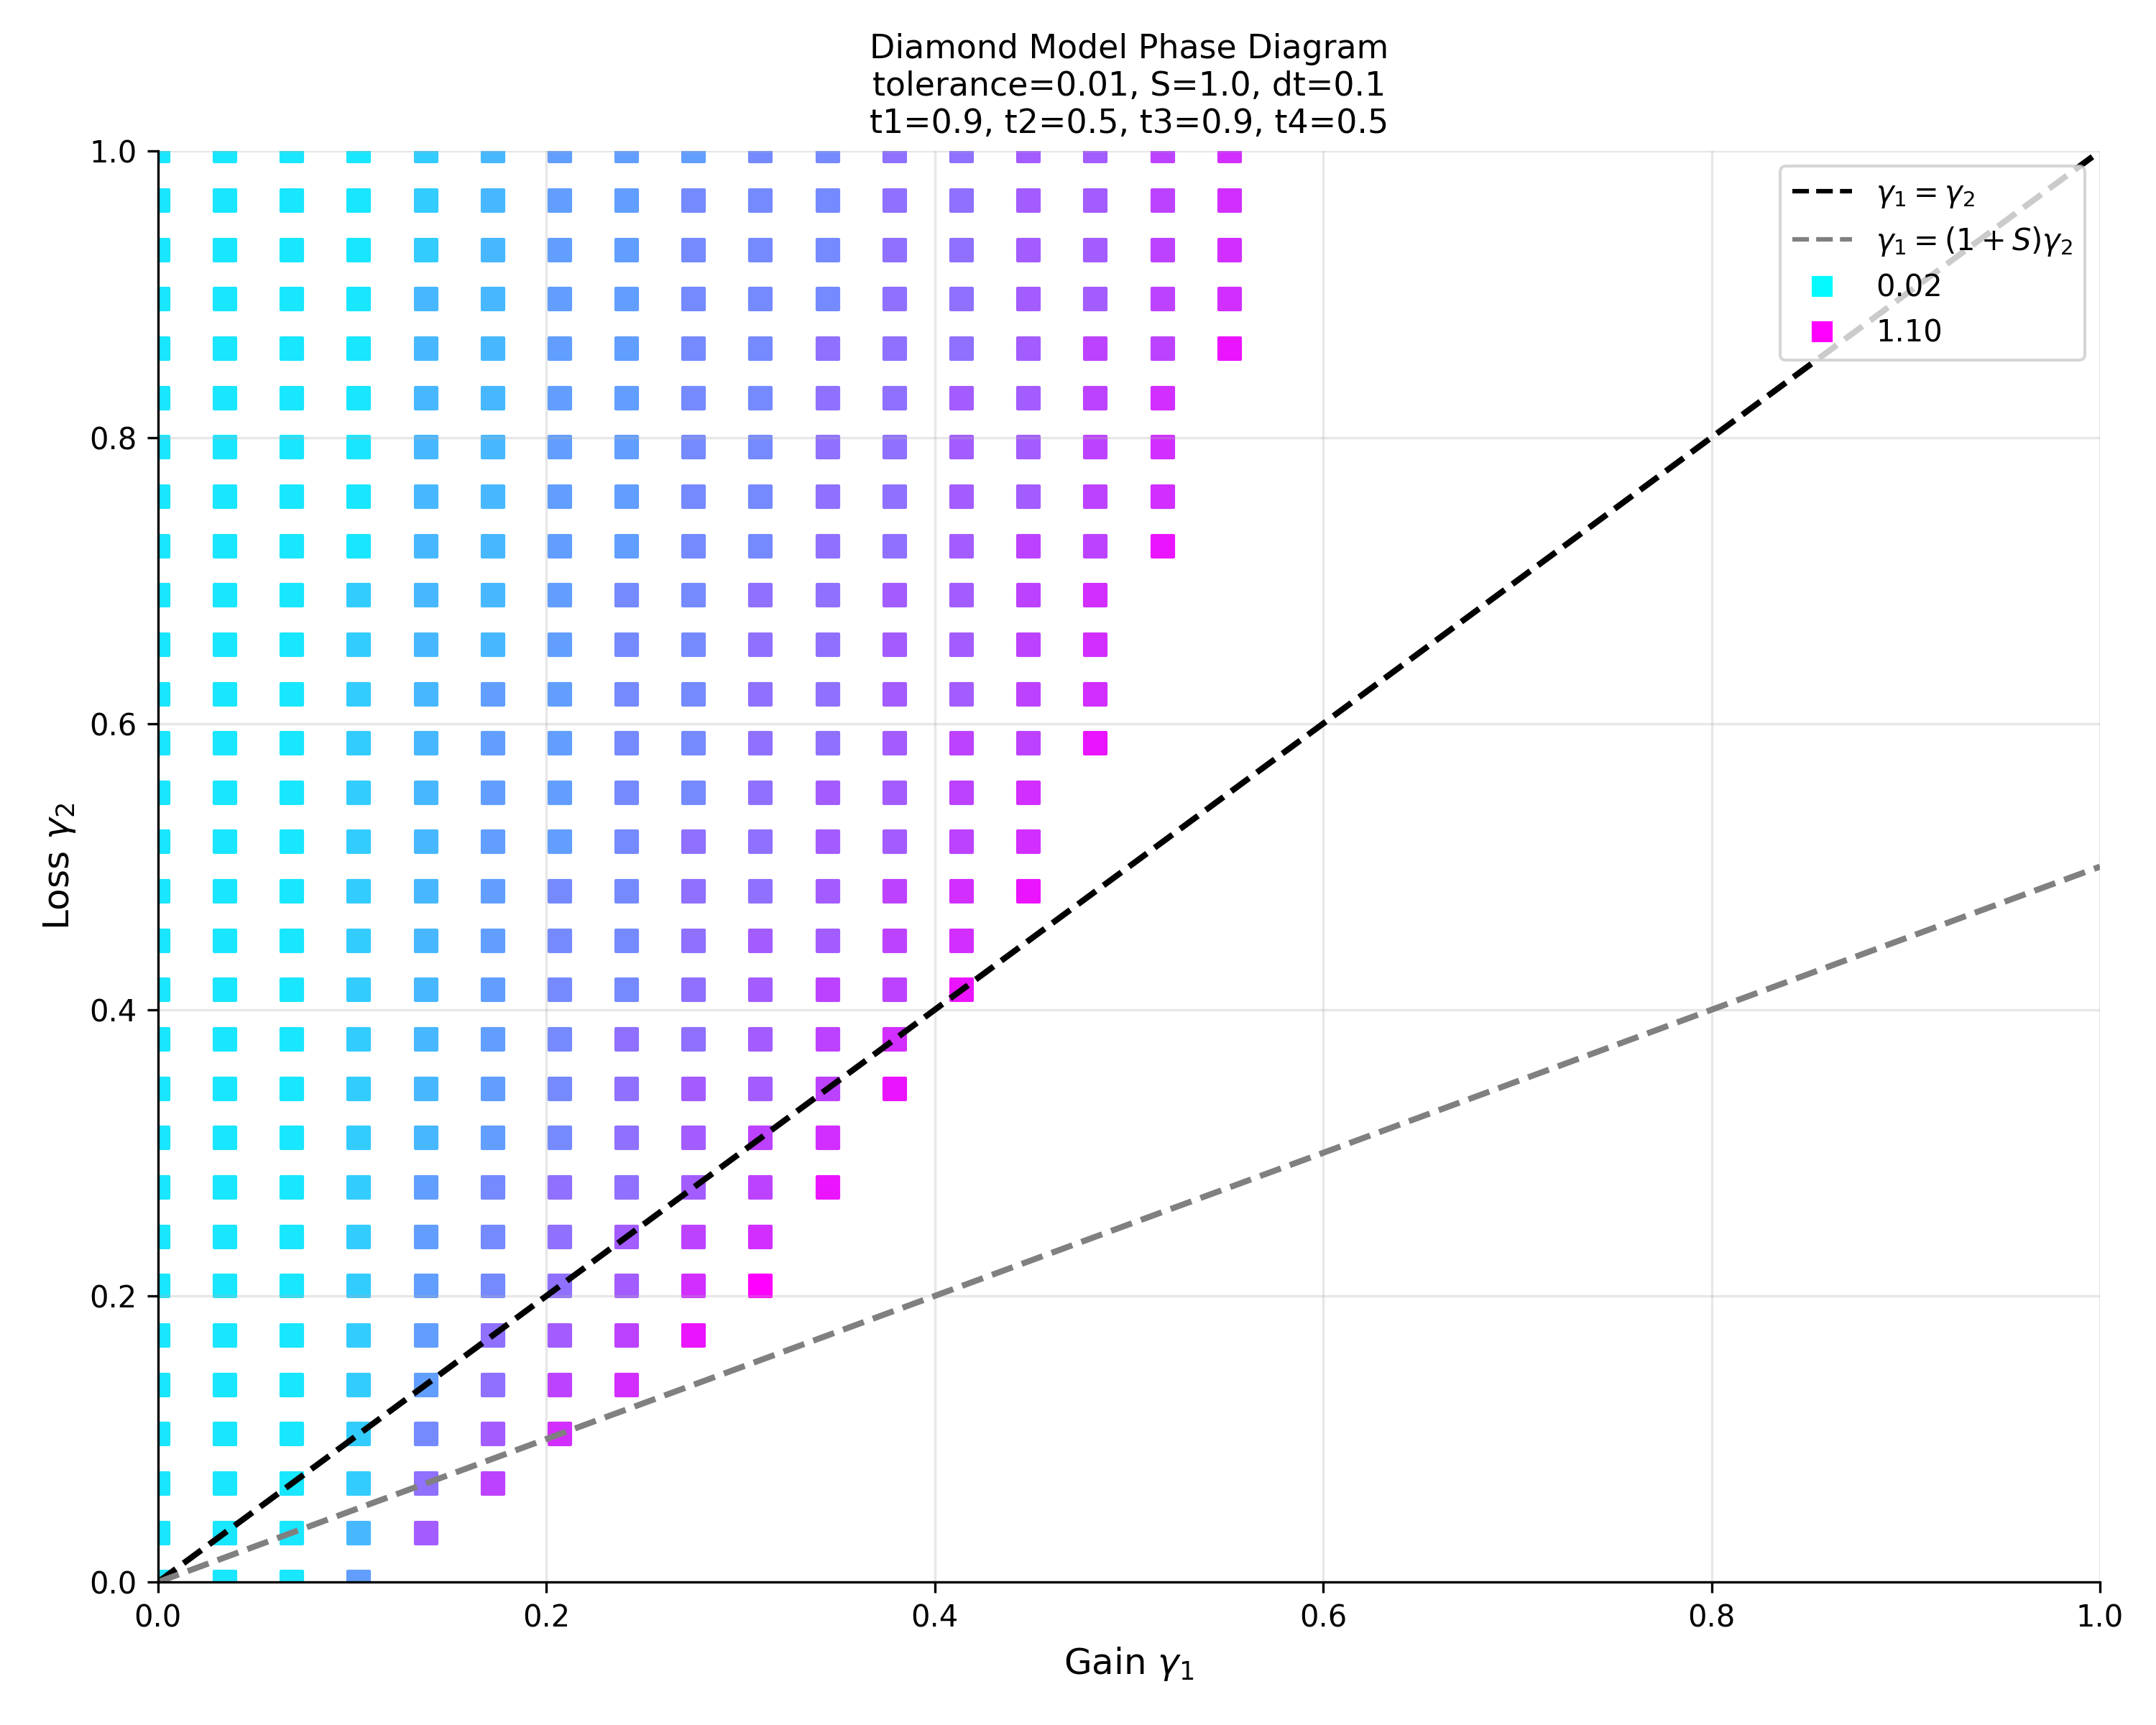 Diamond Model Phase Diagram
tolerance=0.01, S=1.0, dt=0.1
t1=0.9, t2=0.5, t3=0.9, t4=0.5
γ₁ = γ₂
γ₁ = (1 + S)γ₂
0.02
1.10
1.0
0.8
0.6
0.4
0.2
0.0
Loss γ₂
0.0 0.2 0.4 0.6 0.8 1.0
Gain γ₁